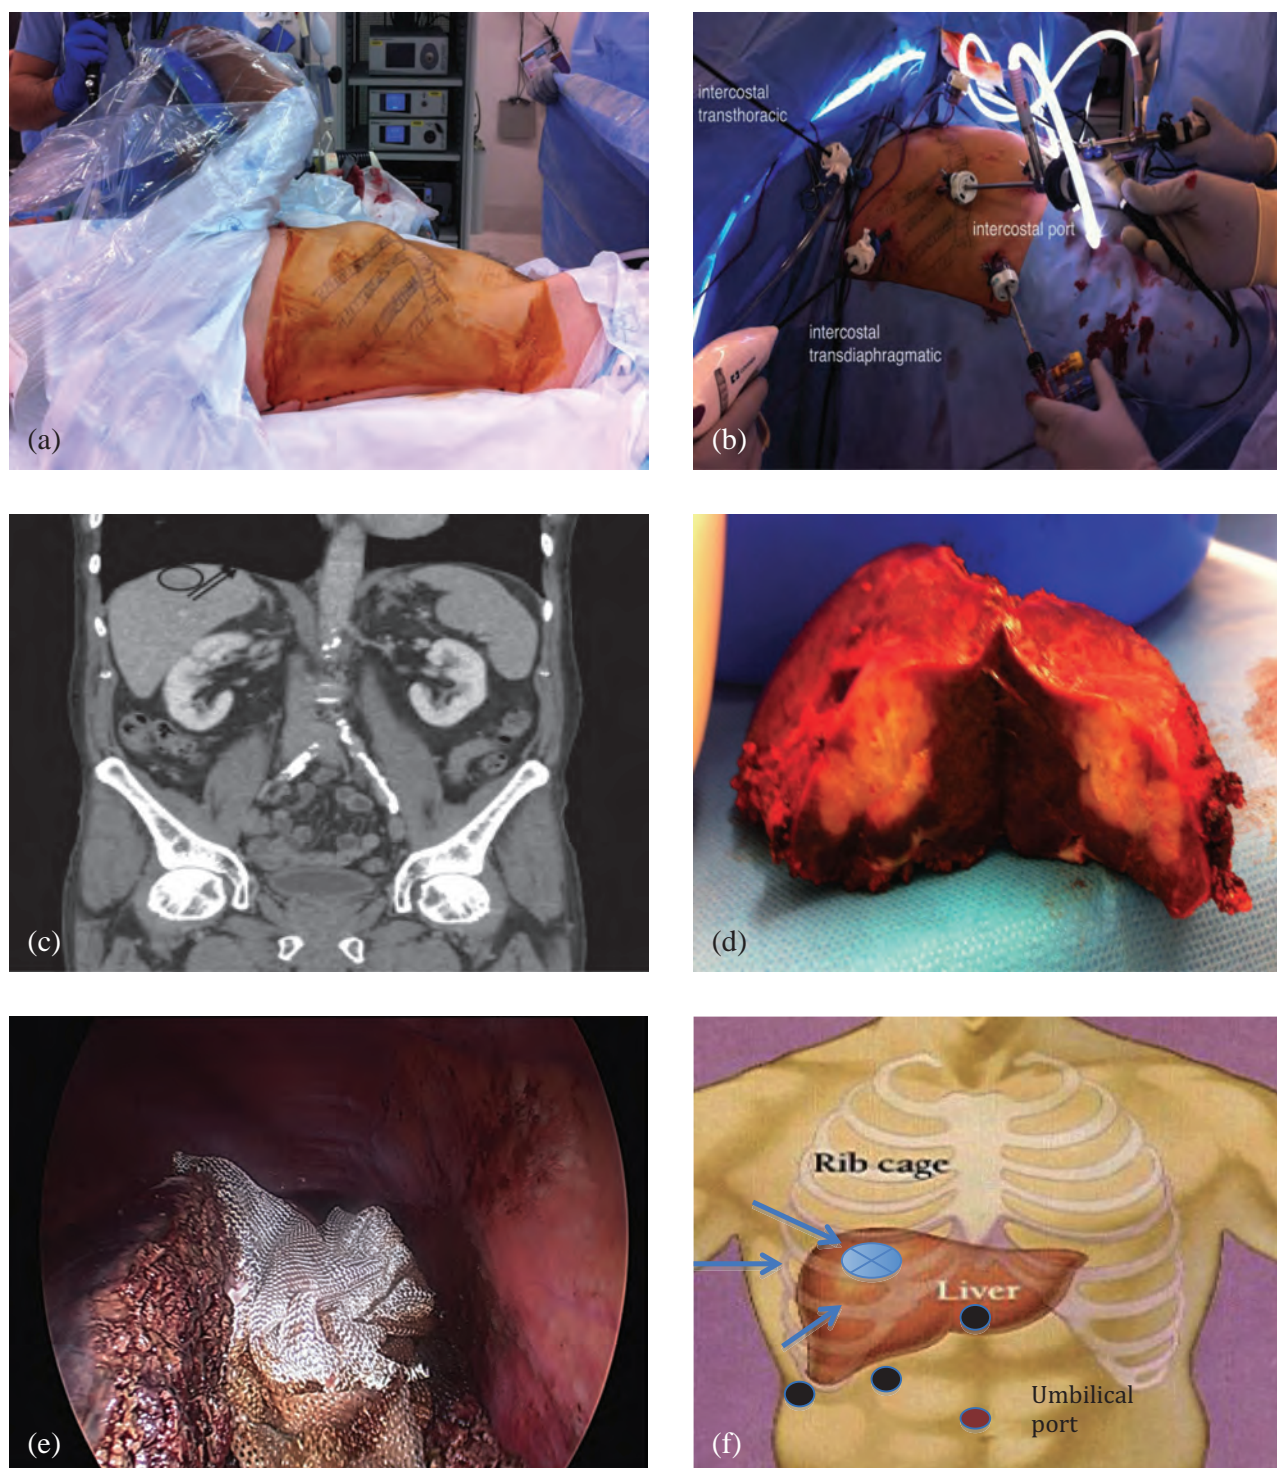 (a)
intercostal
transthoracic
intercostal port
intercostal
transdiaphragmatic
(b)
(c)
(d)
(e)
Rib cage
Liver
Umbilical
port
(f)